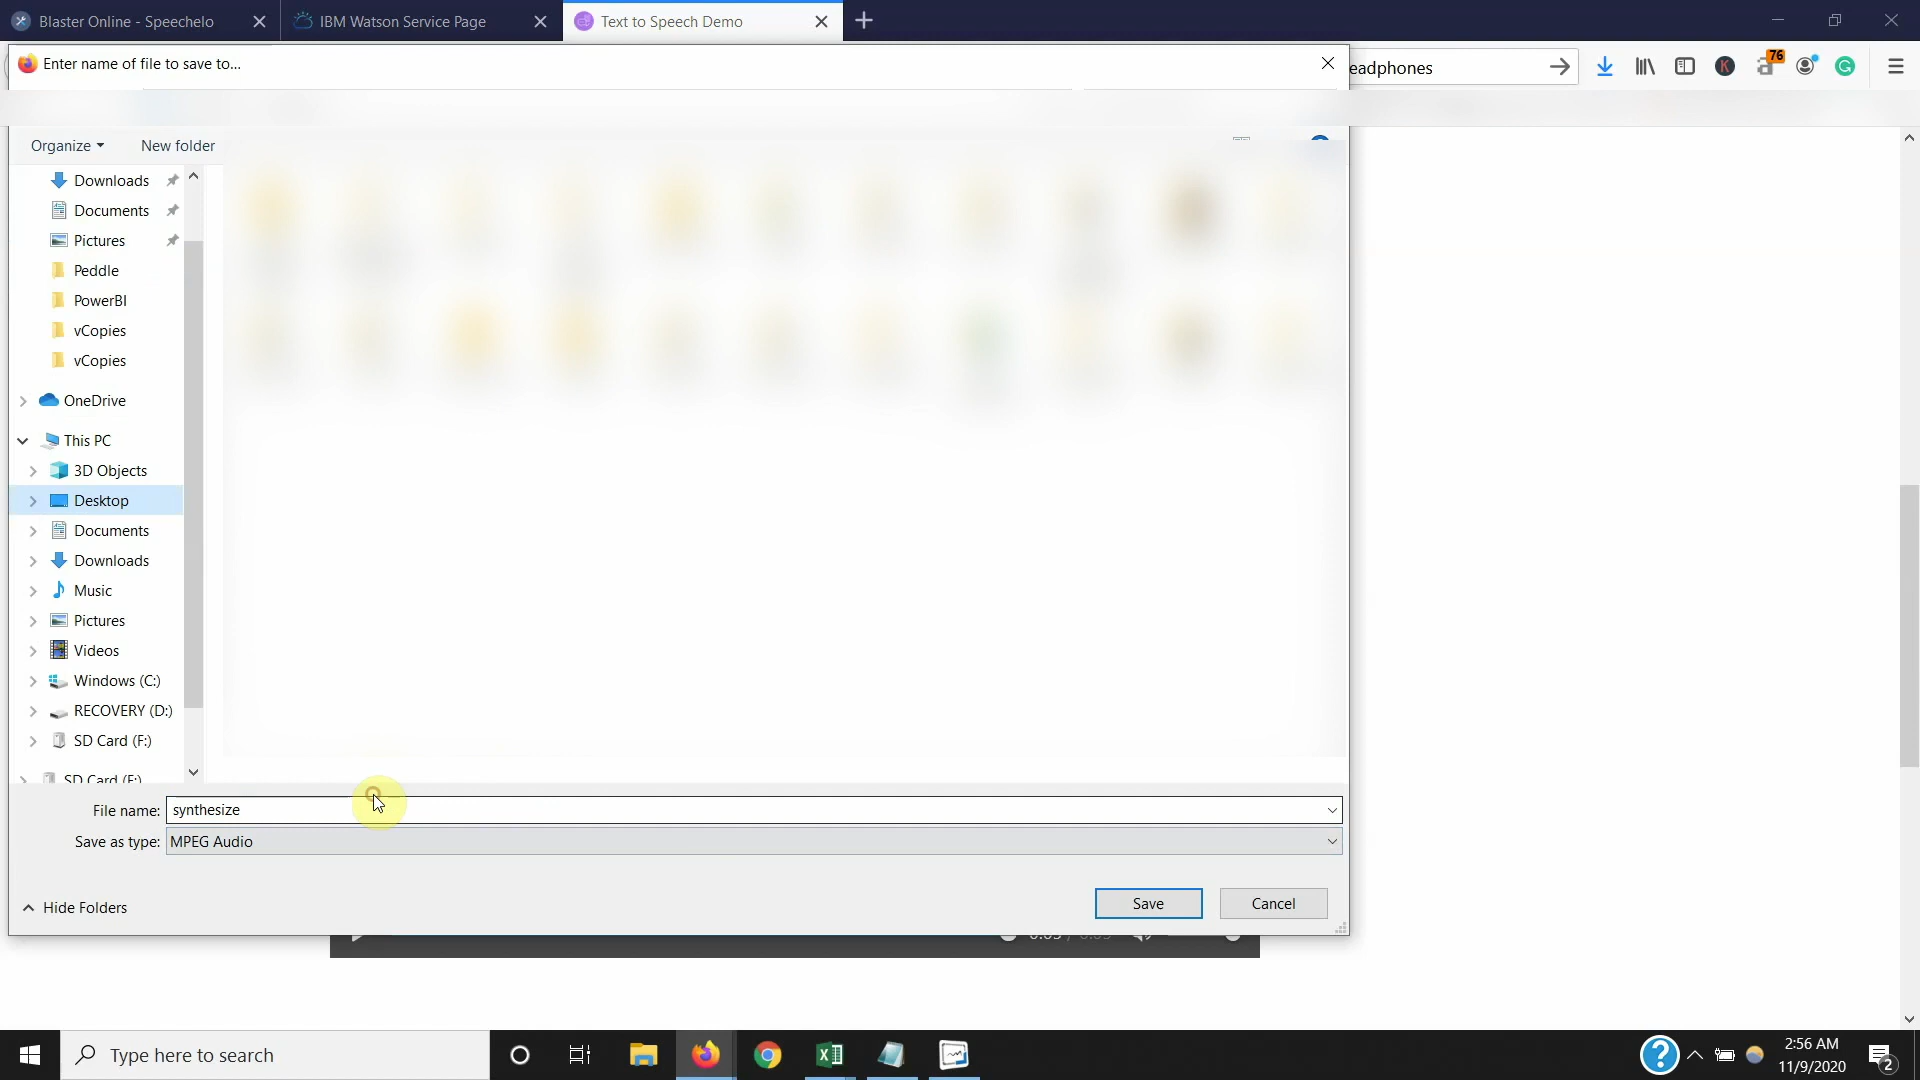 Blaster Online - Speechelo
IBM Watson Service Page
Text to Speech Demo
Enter name of file to save to...
eadphones
76
Organize
New folder
Downloads
Documents
Pictures
Peddle
PowerBI
vCopies
vCopies
OneDrive
This PC
3D Objects
Desktop
Documents
Downloads
Music
Pictures
Videos
Windows (C:)
RECOVERY (D:)
SD Card (F:)
SD Card (F:)
File name: synthesize
Save as type: MPEG Audio
Hide Folders
Save
Cancel
Type here to search
2:56 AM
11/9/2020
2